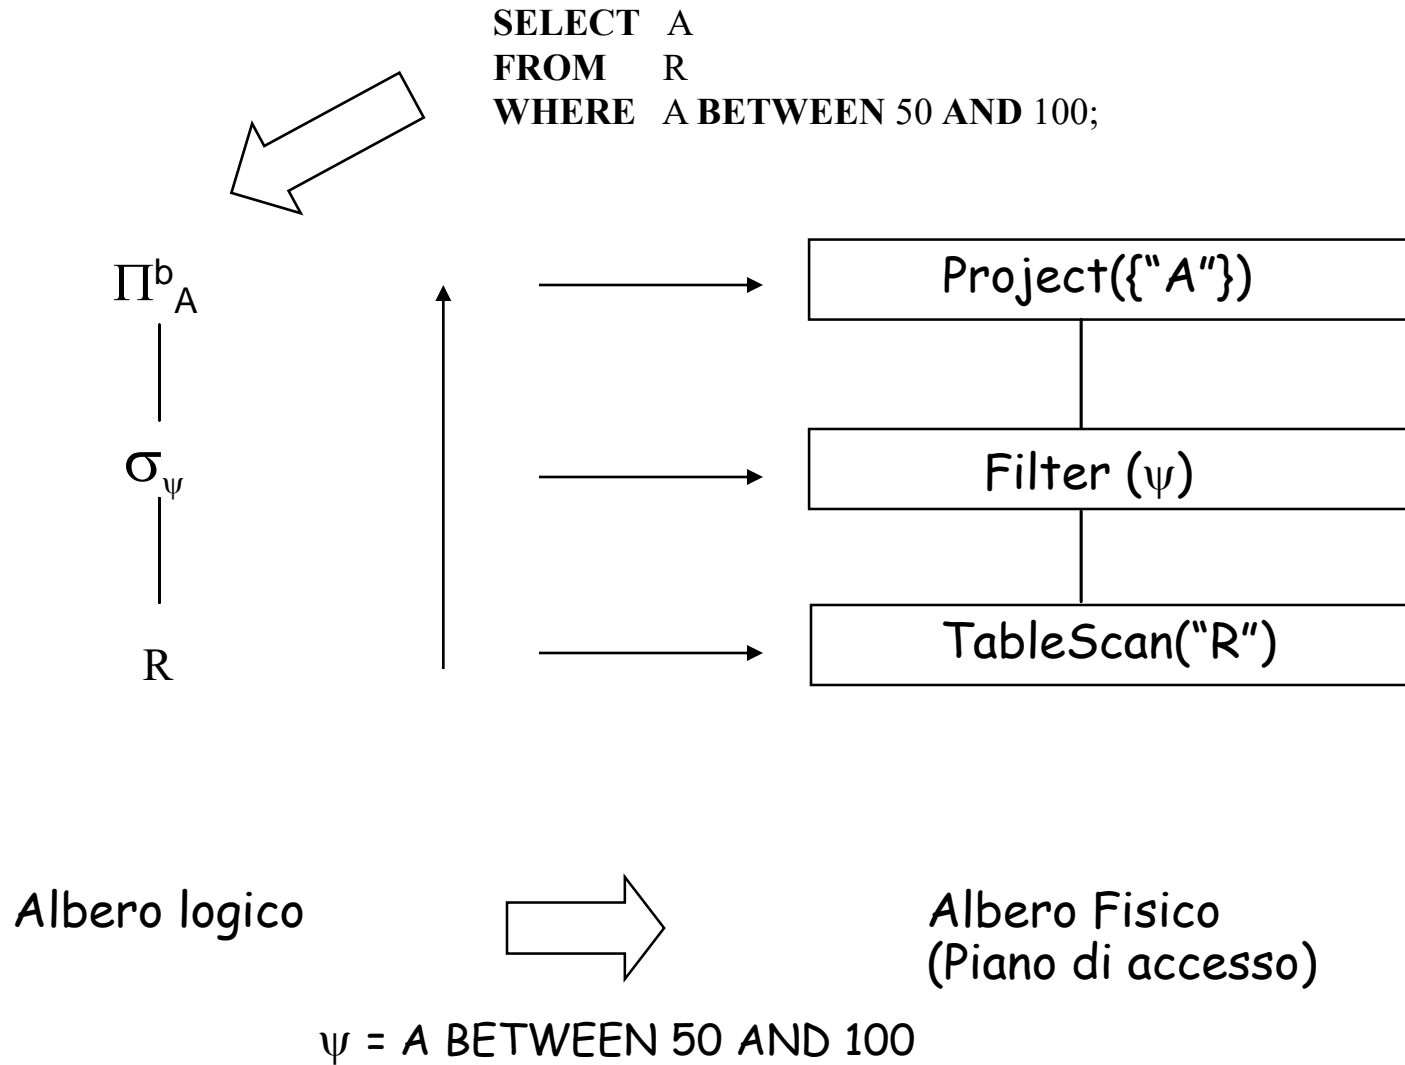 SELECT A
FROM R
WHERE A BETWEEN 50 AND 100;
Π^b_A
Project({“A”})
σ_ψ
Filter (ψ)
R
TableScan(“R”)
Albero logico
Albero Fisico
(Piano di accesso)
ψ = A BETWEEN 50 AND 100